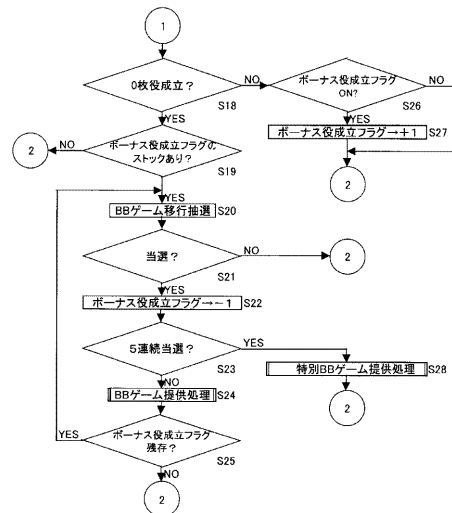 1
0枚役成立？
NO
S18
YES
ボーナス役成立フラグ
ON?
NO
S26
YES
ボーナス役成立フラグ→+1
S27
2
NO
2
ボーナス役成立フラグの
ストックあり？
S19
YES
BBゲーム移行抽選
S20
当選？
NO
2
S21
YES
ボーナス役成立フラグ→－1
S22
5連続当選？
YES
S23
特別BBゲーム提供処理
S28
2
NO
BBゲーム提供処理
S24
YES
ボーナス役成立フラグ
残存？
S25
NO
2